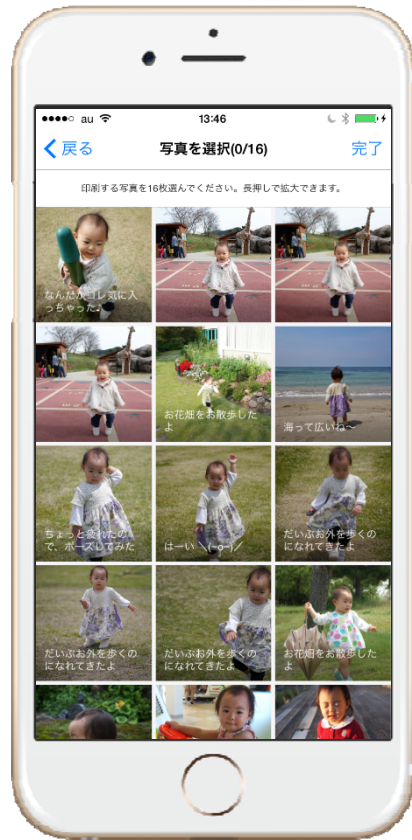 au
13:46
戻る
写真を選択(0/16)
完了
印刷する写真を16枚選んでください。長押しで拡大できます。
なんだかコレ気に入
っちゃった♪
お花畑をお散歩した
よ
海って広いね〜
ちょっと疲れたの
で、ポーズしてみた
はーい ＼(^o^)／
だいぶお外を歩くの
になれてきたよ
だいぶお外を歩くの
になれてきたよ
だいぶお外を歩くの
になれてきたよ
お花畑をお散歩した
よ